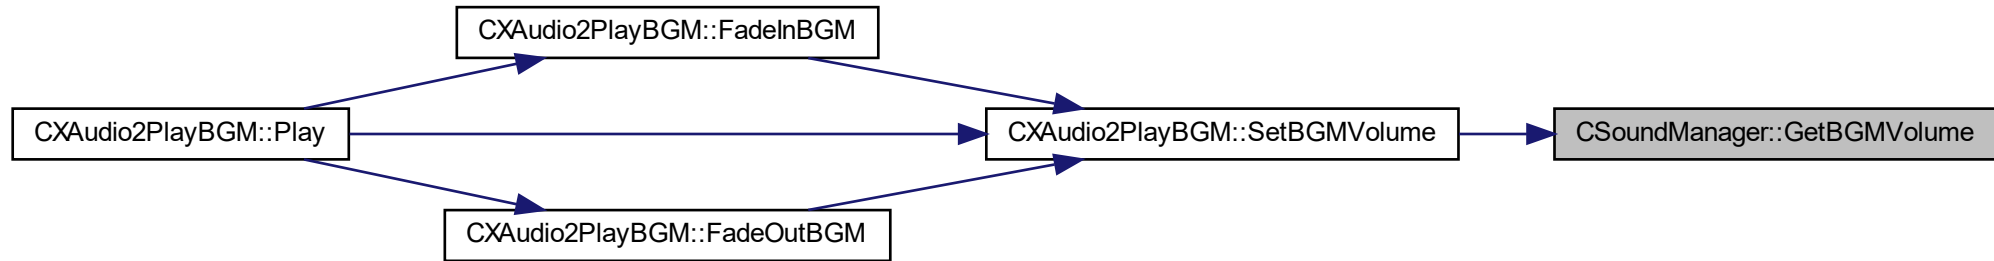 CXAudio2PlayBGM::FadeInBGM
CXAudio2PlayBGM::Play
CXAudio2PlayBGM::SetBGMVolume
CSoundManager::GetBGMVolume
CXAudio2PlayBGM::FadeOutBGM